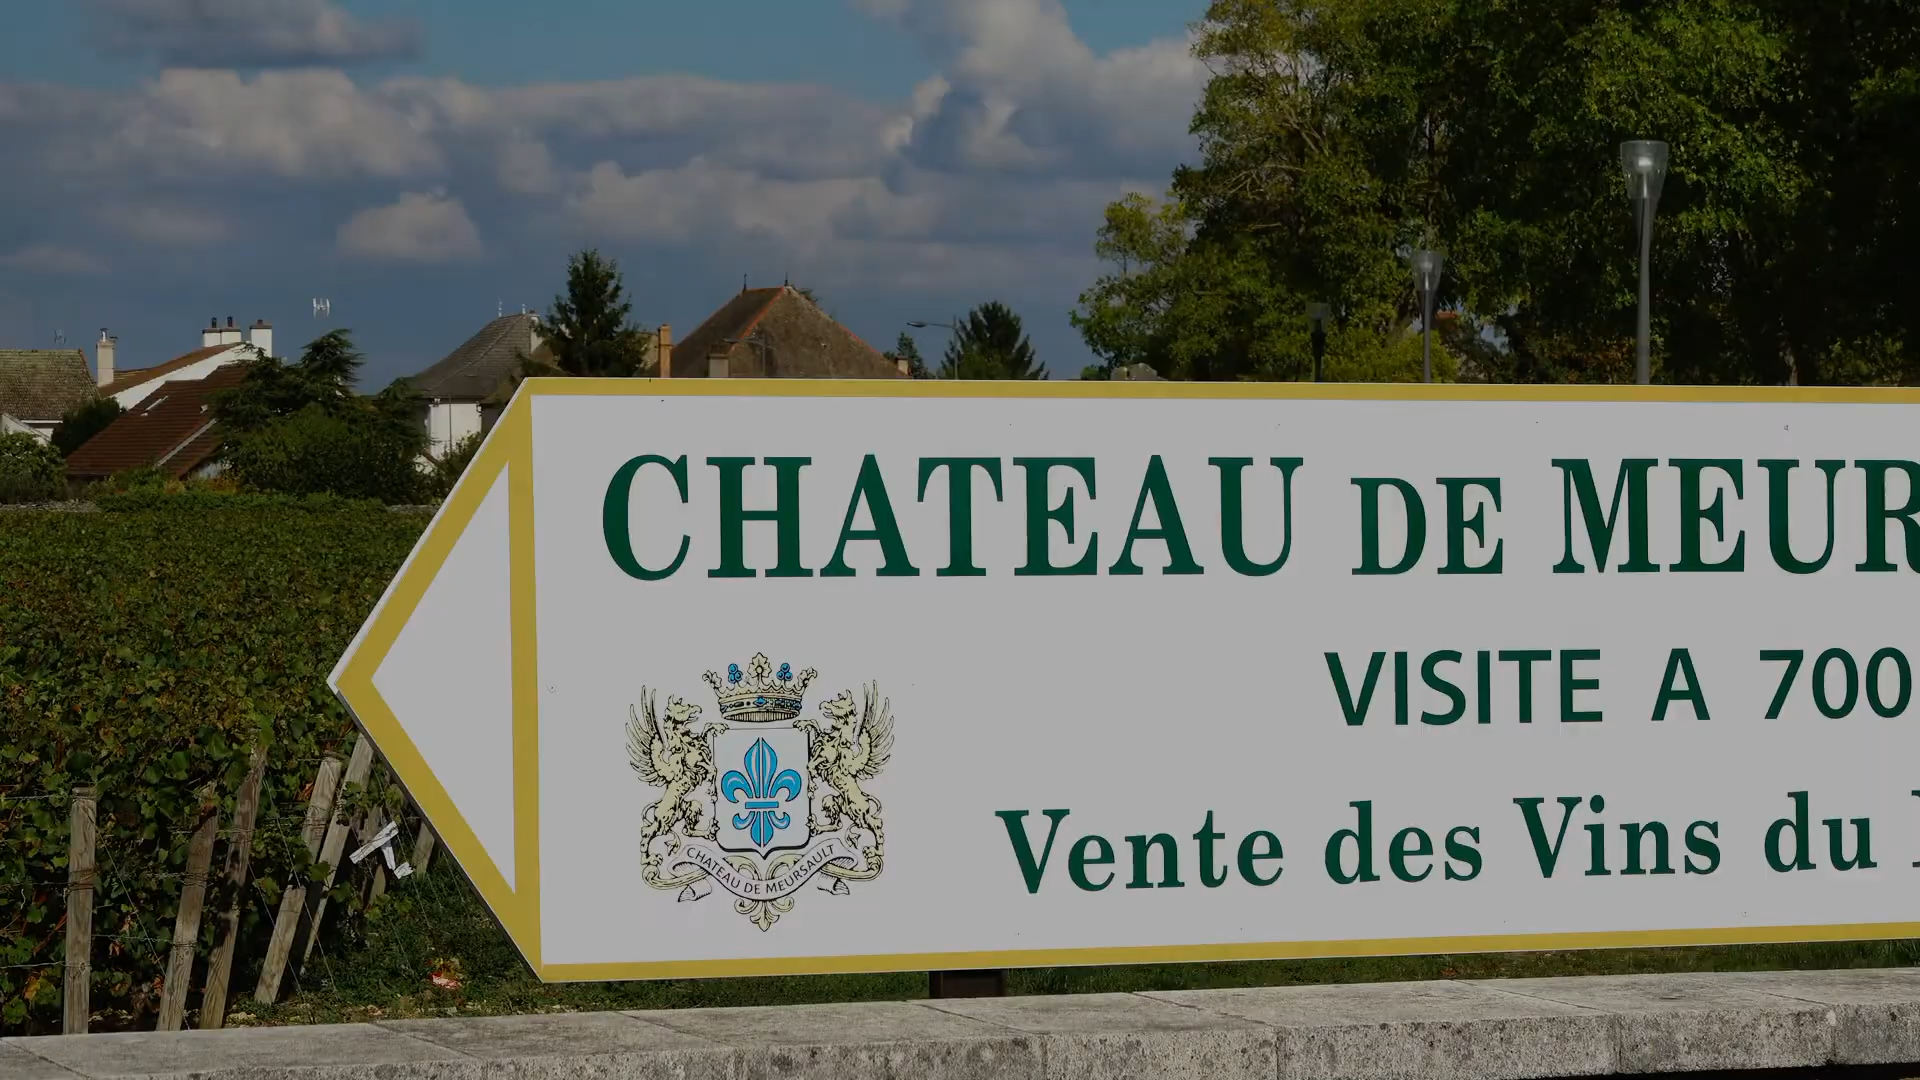 CHATEAU DE MEUR
VISITE A 700
Vente des Vins du
CHATEAU DE MEURSAULT